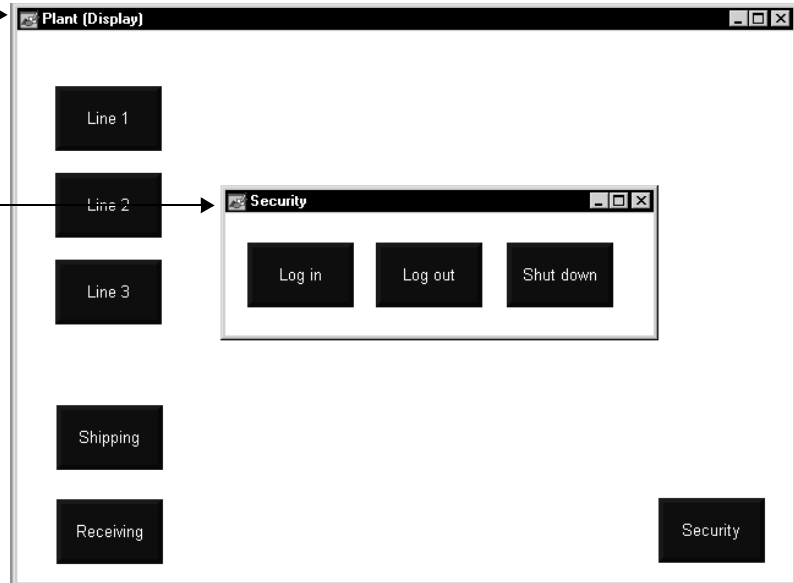 Plant (Display)
Line 1
Line 2
Security
Log in
Log out
Shut down
Line 3
Shipping
Receiving
Security